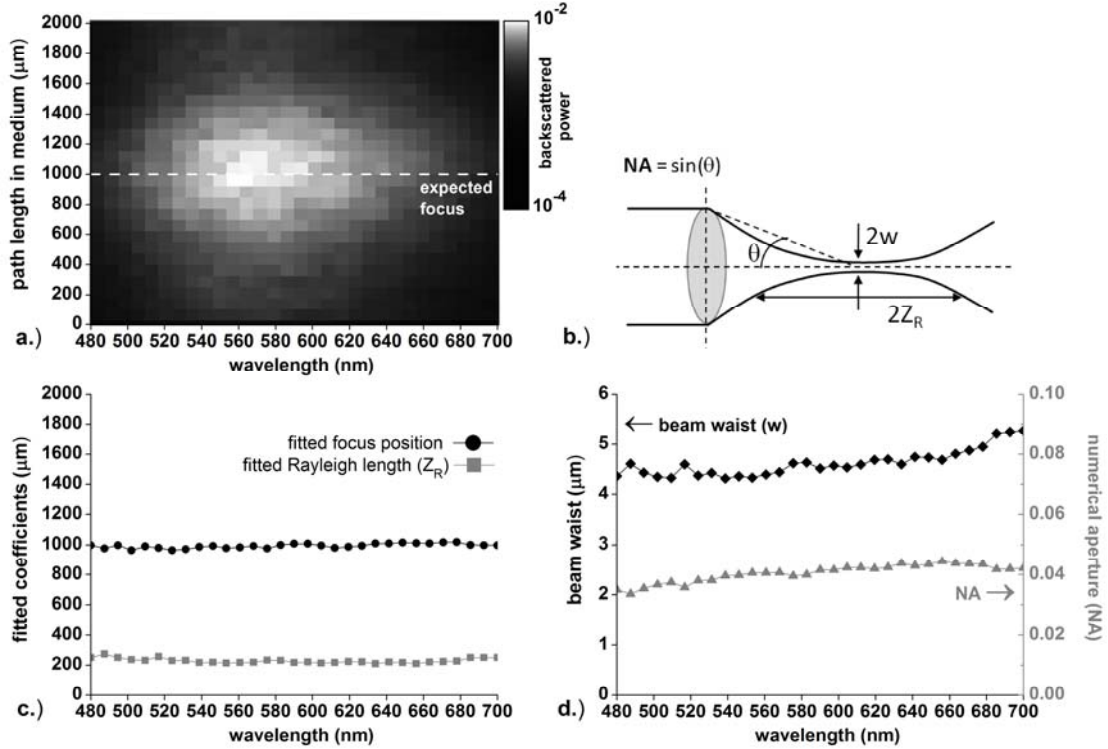 2000
1800
1600
1400
1200
1000
800
600
400
200
0
path length in medium (μm)
480 500 520 540 560 580 600 620 640 660 680 700
wavelength (nm)
expected
focus
10-2
10-4
backscattered
power
a.)
NA = sin(θ)
θ
2w
2ZR
b.)
2000
1800
1600
1400
1200
1000
800
600
400
200
0
fitted coefficients (μm)
fitted focus position
fitted Rayleigh length (ZR)
480 500 520 540 560 580 600 620 640 660 680 700
wavelength (nm)
c.)
6
5
4
3
2
1
0
beam waist (μm)
← beam waist (w)
NA →
0.10
0.08
0.06
0.04
0.02
0.00
numerical aperture (NA)
480 500 520 540 560 580 600 620 640 660 680 700
wavelength (nm)
d.)